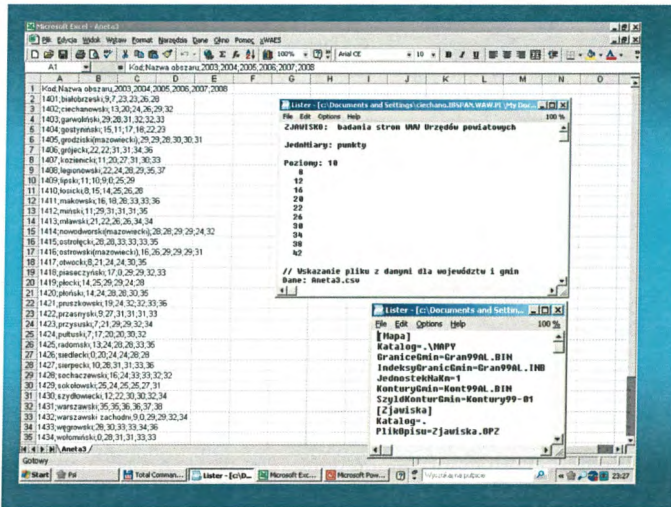 Microsoft Excel - Aneta3
Plik Edycja Widok Wstaw Format Narzędzia Dane Okno Pomoc
100%
Arial CE
10
A1
Kod;Nazwa obszaru;2003;2004;2005;2006;2007;2008
A B C D E F G H I J K L M N O
1 Kod;Nazwa obszaru;2003;2004;2005;2006;2007;2008
2 1401;białobrzeski;9;7;23;23;26;28
3 1402;ciechanowski;13;20;24;26;29;32
4 1403;garwoliński;29;28;31;32;32;33
5 1404;gostyniński;15;11;17;18;22;23
6 1405;grodziski(mazowiecki);29;29;28;30;30;31
7 1406;grójecki;22;22;31;31;34;36
8 1407;kozienicki;11;20;27;31;30;33
9 1408;legionowski;22;24;28;29;35;37
10 1409;lipski;11;10;9;0;25;29
11 1410;łosicki;8;15;14;25;26;28
12 1411;makowski;16;18;28;33;33;36
13 1412;miński;11;29;31;31;31;35
14 1413;mławski;21;22;26;26;34;34
15 1414;nowodworski(mazowiecki);28;28;29;29;24;32
16 1415;ostrołęcki;28;28;33;33;33;35
17 1416;ostrowski(mazowiecki);16;26;29;29;29;31
18 1417;otwocki;8;21;24;24;30;35
19 1418;piaseczyński;17;0;29;29;32;33
20 1419;płocki;14;25;29;29;24;28
21 1420;płoński;14;24;28;28;30;35
22 1421;pruszkowski;19;24;32;32;33;36
23 1422;przasnyski;9;27;31;31;31;33
24 1423;przysuski;7;21;29;29;32;34
25 1424;pułtuski;7;17;20;20;30;32
26 1425;radomski;13;24;28;28;33;35
27 1426;siedlecki;0;20;24;24;28;28
28 1427;sierpecki;10;28;31;31;33;36
29 1428;sochaczewski;16;24;33;33;32;32
30 1429;sokołowski;25;24;25;25;27;31
31 1430;szydłowiecki;12;22;30;30;32;34
32 1431;warszawski;35;35;36;36;37;38
33 1432;warszawski zachodni;9;0;29;29;32;34
34 1433;węgrowski;28;30;33;33;34;36
35 1434;wołomiński;0;28;31;31;33;33
Aneta3
Gotowy
Lister - [c:\Documents and Settings\ciechano.IBSPAN.WAW.PL\My Doc...
File Edit Options Help 100 %
ZJAWISKO: badania stron WWW Urzędów powiatowych
JednMiary: punkty
Poziomy: 10
8
12
16
20
22
26
30
34
38
42
// Wskazanie pliku z danymi dla województw i gmin
Dane: Aneta3.csv
Lister - [c:\Documents and Settin...
File Edit Options Help 100 %
[Mapa]
Katalog=.\MAPY
GraniceGmin=Gran99AL.BIN
IndeksyGranicGmin=Gran99AL.IND
JednostekNaKm=1
KonturyGmin=Kont99AL.BIN
SzyldKonturGmin=Kontury99-01
[Zjawiska]
Katalog=.
PlikOpisu=Zjawiska.OPZ
Start
Psi
Total Comman...
Lister - [c:\D...
Microsoft Exc...
Microsoft Pow...
Wyszukaj na pulpicie
23:27